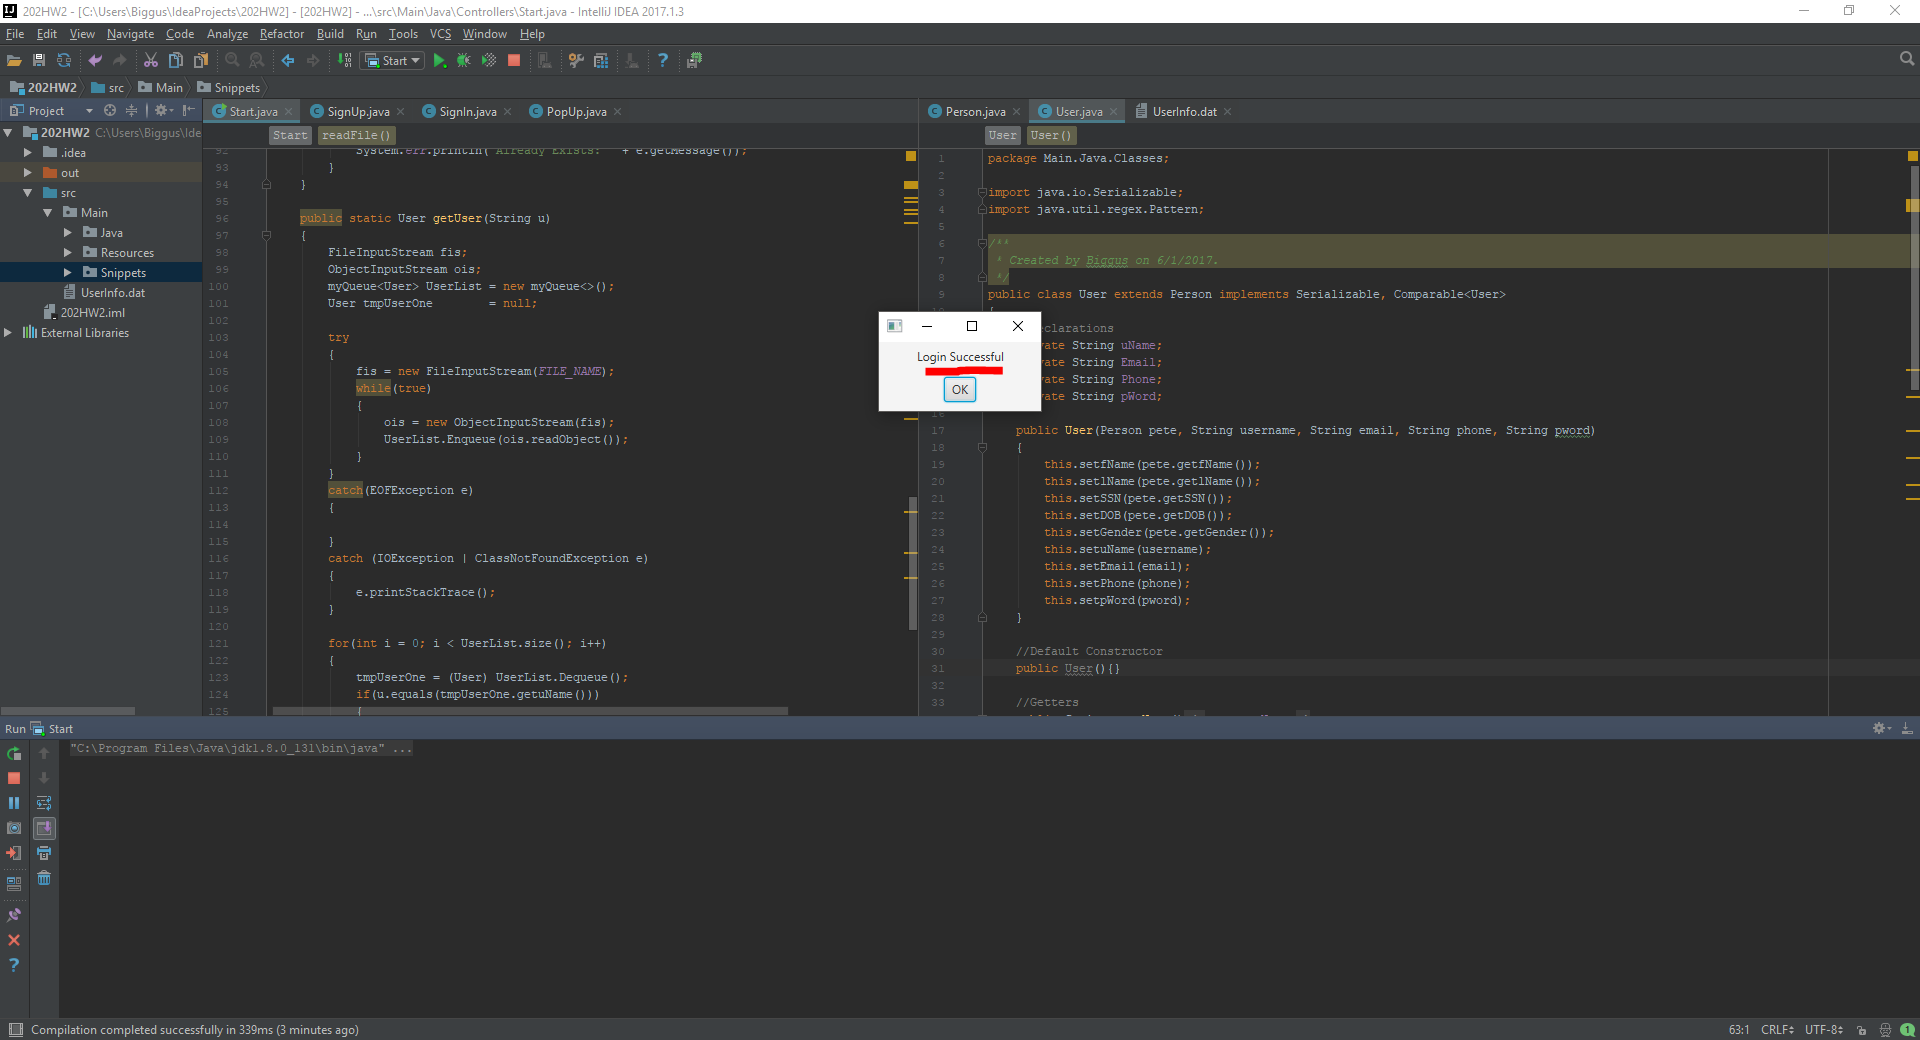 202HW2 - [C:\Users\Biggus\IdeaProjects\202HW2] - [202HW2] - ...\src\Main\Java\Controllers\Start.java - IntelliJ IDEA 2017.1.3
File Edit View Navigate Code Analyze Refactor Build Run Tools VCS Window Help
Start
202HW2 src Main Snippets
Project
202HW2 C:\Users\Biggus\Ide
.idea
out
src
Main
Java
Resources
Snippets
UserInfo.dat
202HW2.iml
External Libraries
Start.java SignUp.java SignIn.java PopUp.java
Start readFile()
92 System.err.println("Already Exists: " + e.getMessage());
93 }
94 }
95
96 public static User getUser(String u)
97 {
98 FileInputStream fis;
99 ObjectInputStream ois;
100 myQueue<User> UserList = new myQueue<>();
101 User tmpUserOne = null;
102
103 try
104 {
105 fis = new FileInputStream(FILE_NAME);
106 while(true)
107 {
108 ois = new ObjectInputStream(fis);
109 UserList.Enqueue(ois.readObject());
110 }
111 }
112 catch(EOFException e)
113 {
114
115 }
116 catch (IOException | ClassNotFoundException e)
117 {
118 e.printStackTrace();
119 }
120
121 for(int i = 0; i < UserList.size(); i++)
122 {
123 tmpUserOne = (User) UserList.Dequeue();
124 if(u.equals(tmpUserOne.getuName()))
125 {
Person.java User.java UserInfo.dat
User User()
1 package Main.Java.Classes;
2
3 import java.io.Serializable;
4 import java.util.regex.Pattern;
5
6 /**
7 * Created by Biggus on 6/1/2017.
8 */
9 public class User extends Person implements Serializable, Comparable<User>
{
clarations
ate String uName;
ate String Email;
ate String Phone;
ate String pWord;
16
17 public User(Person pete, String username, String email, String phone, String pword)
18 {
19 this.setfName(pete.getfName());
20 this.setlName(pete.getlName());
21 this.setSSN(pete.getSSN());
22 this.setDOB(pete.getDOB());
23 this.setGender(pete.getGender());
24 this.setuName(username);
25 this.setEmail(email);
26 this.setPhone(phone);
27 this.setpWord(pword);
28 }
29
30 //Default Constructor
31 public User(){}
32
33 //Getters
Login Successful
OK
Run Start
"C:\Program Files\Java\jdk1.8.0_131\bin\java" ...
Compilation completed successfully in 339ms (3 minutes ago)
63:1 CRLF UTF-8 1